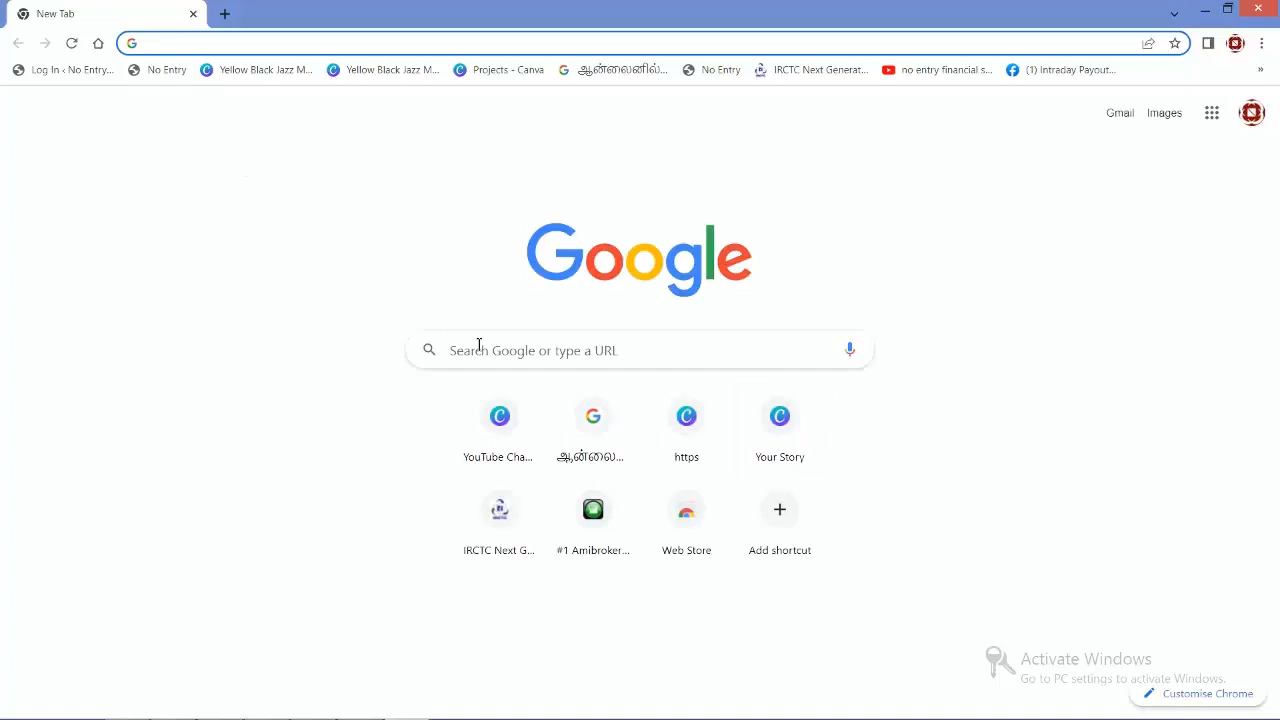 New Tab
Log In ‹ No Entry...
No Entry
Yellow Black Jazz M...
Yellow Black Jazz M...
Projects - Canva
ஆன்லைனில்...
No Entry
IRCTC Next Generat...
no entry financial s...
(1) Intraday Payout...
»
Gmail
Images
Google
Search Google or type a URL
YouTube Cha...
ஆன்லை...
https
Your Story
IRCTC Next G...
#1 Amibroker...
Web Store
Add shortcut
Activate Windows
Go to PC settings to activate Windows.
Customise Chrome